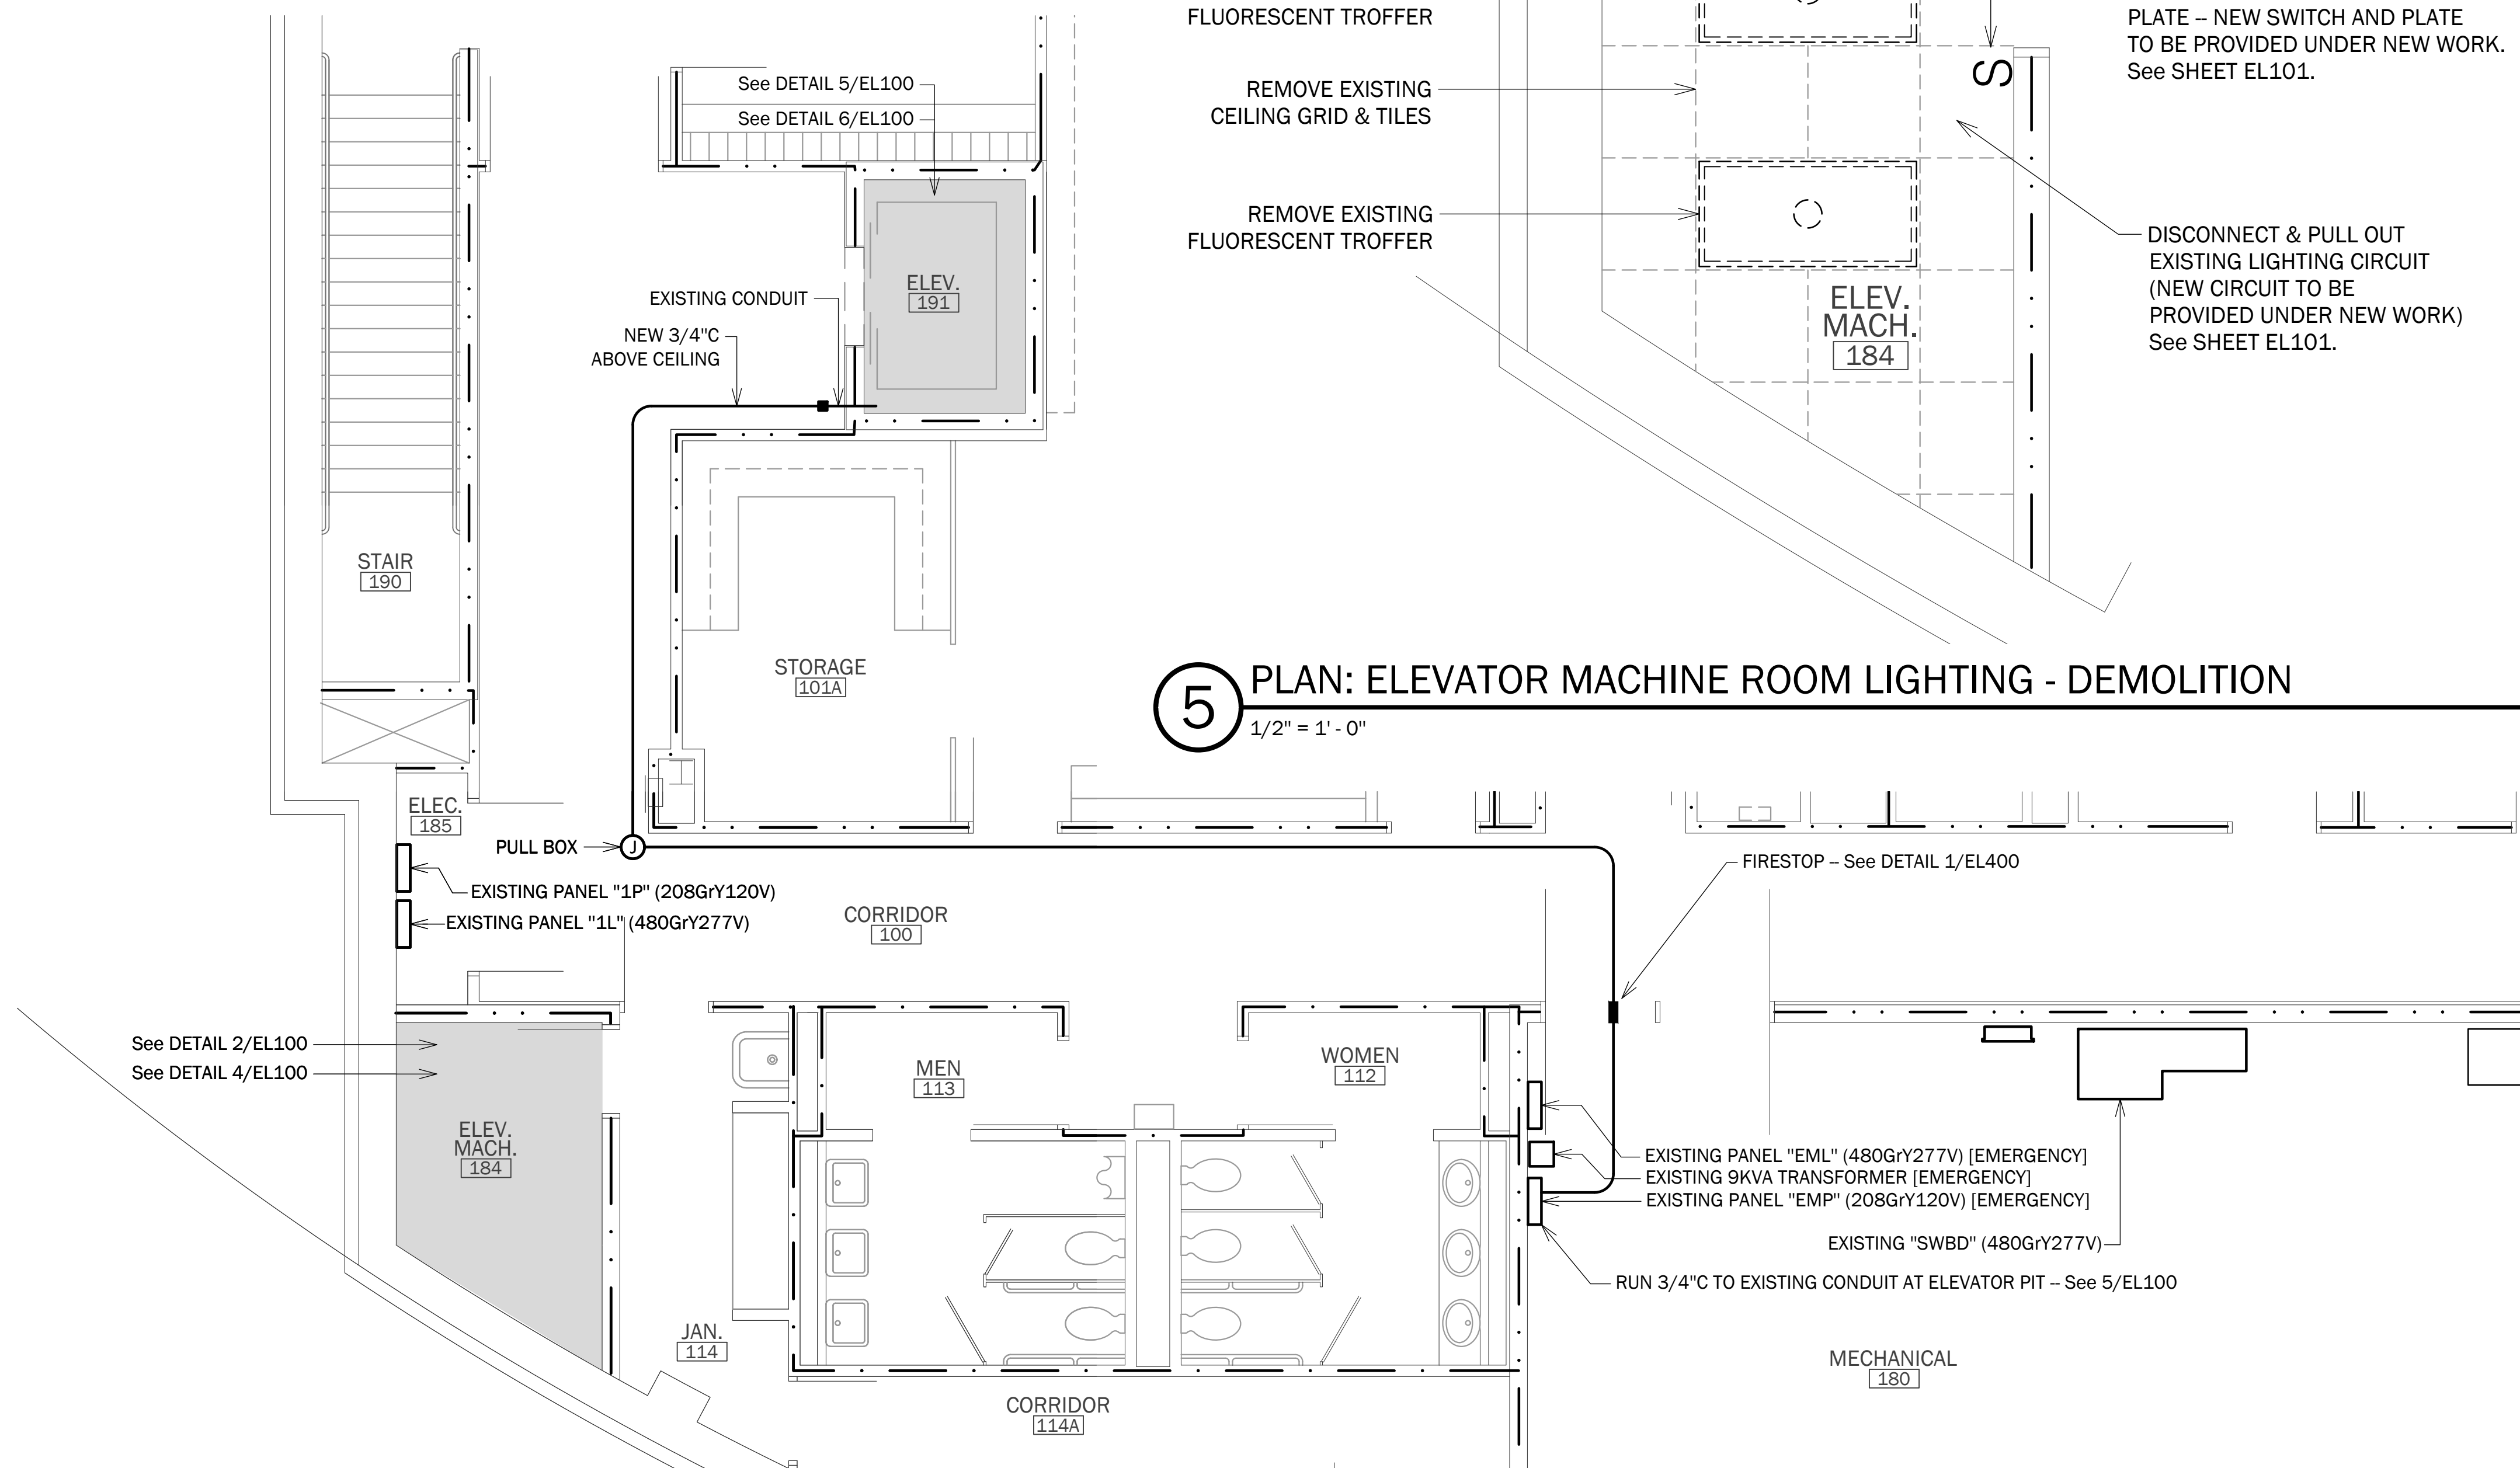 FLUORESCENT TROFFER
PLATE -- NEW SWITCH AND PLATE
TO BE PROVIDED UNDER NEW WORK.
See SHEET EL101.
S
REMOVE EXISTING
CEILING GRID & TILES
REMOVE EXISTING
FLUORESCENT TROFFER
DISCONNECT & PULL OUT
EXISTING LIGHTING CIRCUIT
(NEW CIRCUIT TO BE
PROVIDED UNDER NEW WORK)
See SHEET EL101.
ELEV.
MACH.
184
5
PLAN: ELEVATOR MACHINE ROOM LIGHTING - DEMOLITION
1/2" = 1' - 0"
See DETAIL 5/EL100
See DETAIL 6/EL100
ELEV.
191
EXISTING CONDUIT
NEW 3/4"C
ABOVE CEILING
STAIR
190
STORAGE
101A
ELEC.
185
PULL BOX
J
EXISTING PANEL "1P" (208GrY120V)
EXISTING PANEL "1L" (480GrY277V)
CORRIDOR
100
FIRESTOP -- See DETAIL 1/EL400
See DETAIL 2/EL100
See DETAIL 4/EL100
ELEV.
MACH.
184
MEN
113
WOMEN
112
EXISTING PANEL "EML" (480GrY277V) [EMERGENCY]
EXISTING 9KVA TRANSFORMER [EMERGENCY]
EXISTING PANEL "EMP" (208GrY120V) [EMERGENCY]
EXISTING "SWBD" (480GrY277V)
RUN 3/4"C TO EXISTING CONDUIT AT ELEVATOR PIT -- See 5/EL100
JAN.
114
MECHANICAL
180
CORRIDOR
114A